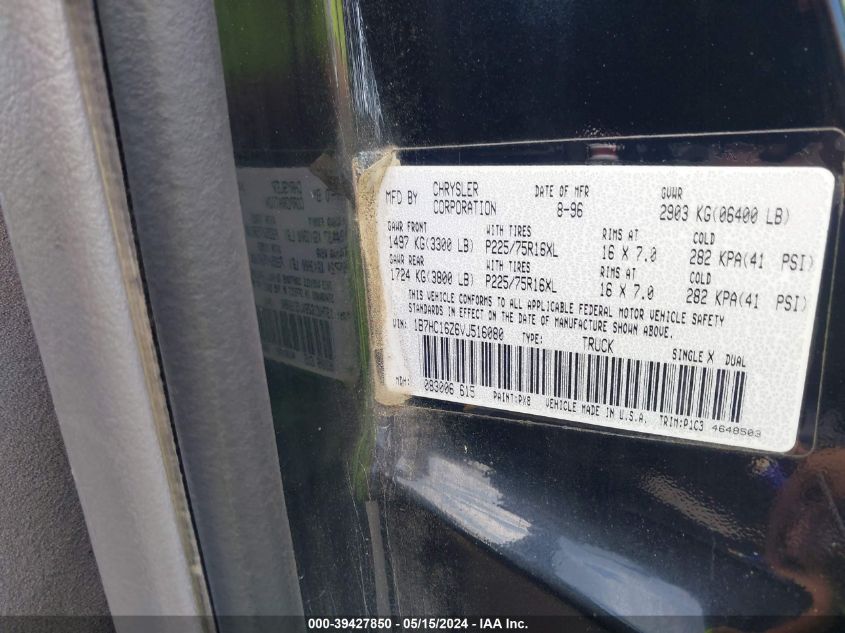 MFD BY CHRYSLER CORPORATION DATE OF MFR 8-96 GVWR 2903 KG(06400 LB)
GAWR FRONT WITH TIRES RIMS AT COLD
1497 KG(3300 LB) P225/75R16XL 16 X 7.0 282 KPA(41 PSI)
GAWR REAR WITH TIRES RIMS AT COLD
1724 KG(3800 LB) P225/75R16XL 16 X 7.0 282 KPA(41 PSI)
THIS VEHICLE CONFORMS TO ALL APPLICABLE FEDERAL MOTOR VEHICLE SAFETY
STANDARDS IN EFFECT ON THE DATE OF MANUFACTURE SHOWN ABOVE.
VIN: 1B7HC16Z6VJ516080 TYPE: TRUCK SINGLE X DUAL
MDH: 083006 615 PAINT:PX8 VEHICLE MADE IN U.S.A. TRIM:P1C3 4648503
000-39427850 - 05/15/2024 - IAA Inc.